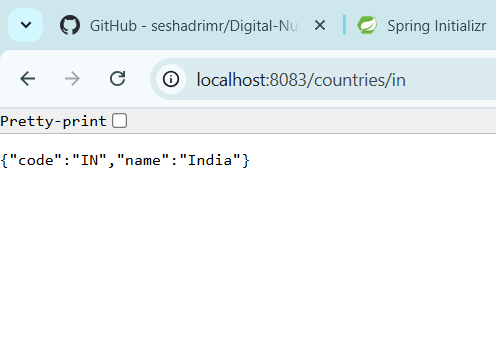 GitHub - seshadrimr/Digital-Nu
Spring Initializr
localhost:8083/countries/in
Pretty-print
{"code":"IN","name":"India"}